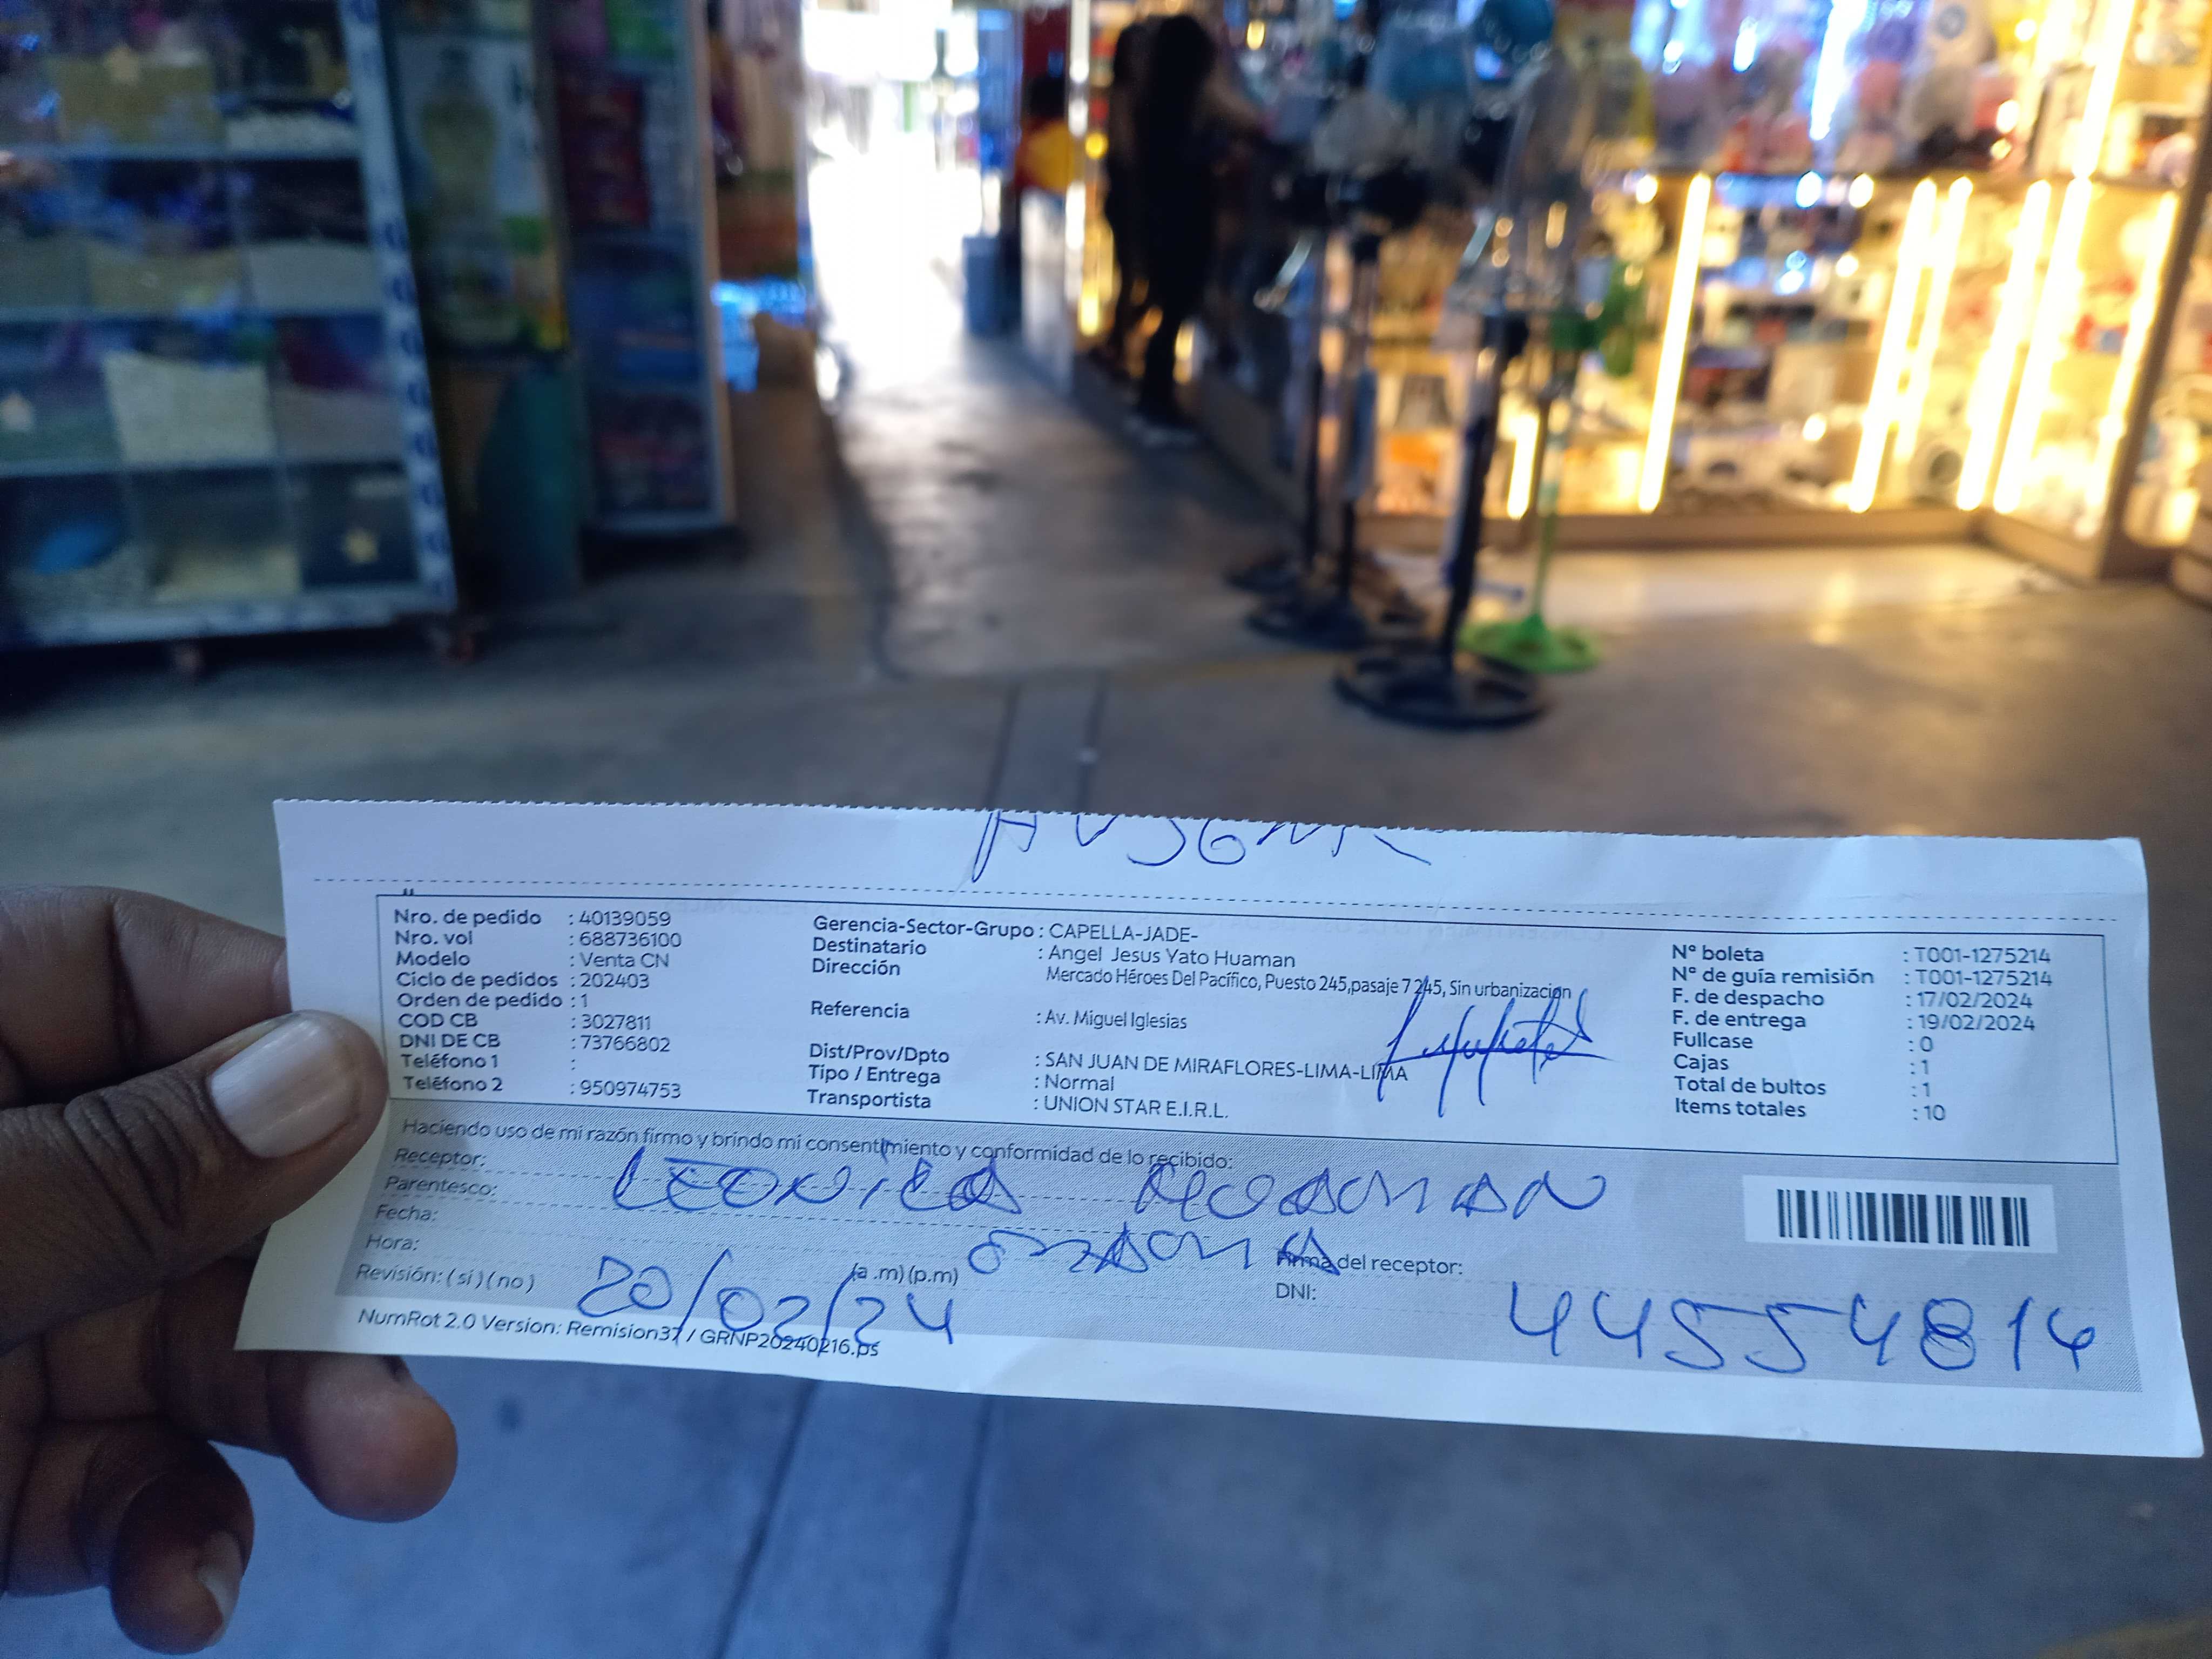 Nro. de pedido : 40139059
Nro. vol : 688736100
Modelo : Venta CN
Ciclo de pedidos : 202403
Orden de pedido : 1
COD CB : 3027811
DNI DE CB : 73766802
Teléfono 1 :
Teléfono 2 : 950974753
Gerencia-Sector-Grupo : CAPELLA-JADE-
Destinatario : Angel Jesus Yato Huaman
Dirección Mercado Héroes Del Pacífico, Puesto 245,pasaje 7 245, Sin urbanizacion
Referencia : Av. Miguel Iglesias
Dist/Prov/Dpto : SAN JUAN DE MIRAFLORES-LIMA-LIMA
Tipo / Entrega : Normal
Transportista : UNION STAR E.I.R.L.
N° boleta : T001-1275214
N° de guía remisión : T001-1275214
F. de despacho : 17/02/2024
F. de entrega : 19/02/2024
Fullcase : 0
Cajas : 1
Total de bultos : 1
Items totales : 10
Haciendo uso de mi razón firmo y brindo mi consentimiento y conformidad de lo recibido:
Receptor:
Parentesco:
Fecha:
Hora: (a .m) (p.m)
20/02/24
Revisión: ( si ) ( no )
Firma del receptor:
DNI: 44554814
NumRot 2.0 Version: Remision37 / GRNP20240216.ps